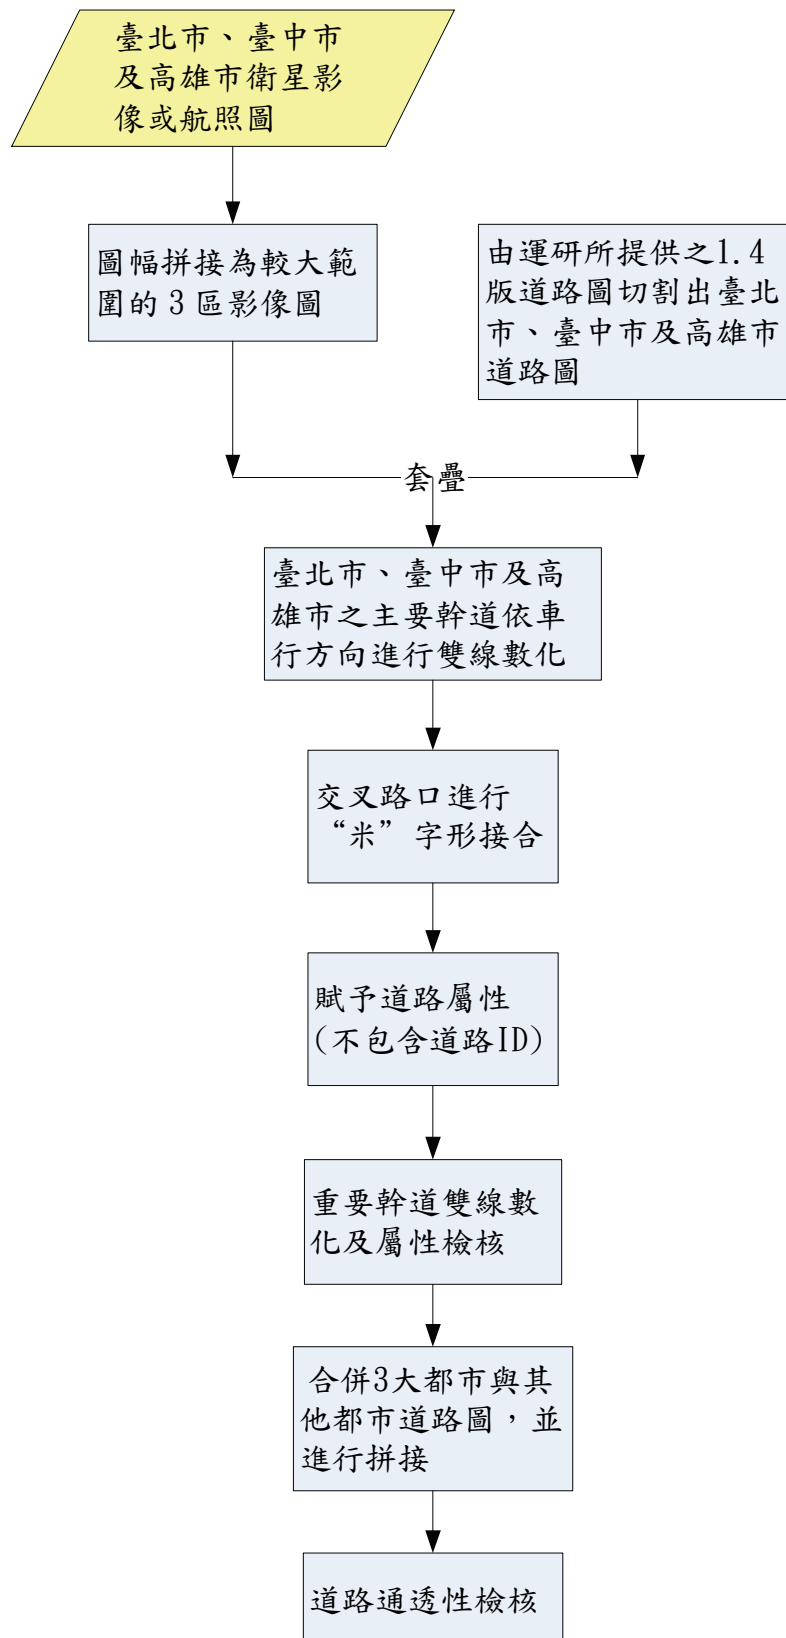 臺北市、臺中市
及高雄市衛星影
像或航照圖
圖幅拼接為較大範
圍的3區影像圖
由運研所提供之1.4
版道路圖切割出臺北
市、臺中市及高雄市
道路圖
套疊
臺北市、臺中市及高
雄市之主要幹道依車
行方向進行雙線數化
交叉路口進行
“米”字形接合
賦予道路屬性
(不包含道路ID)
重要幹道雙線數
化及屬性檢核
合併3大都市與其
他都市道路圖，並
進行拼接
道路通透性檢核